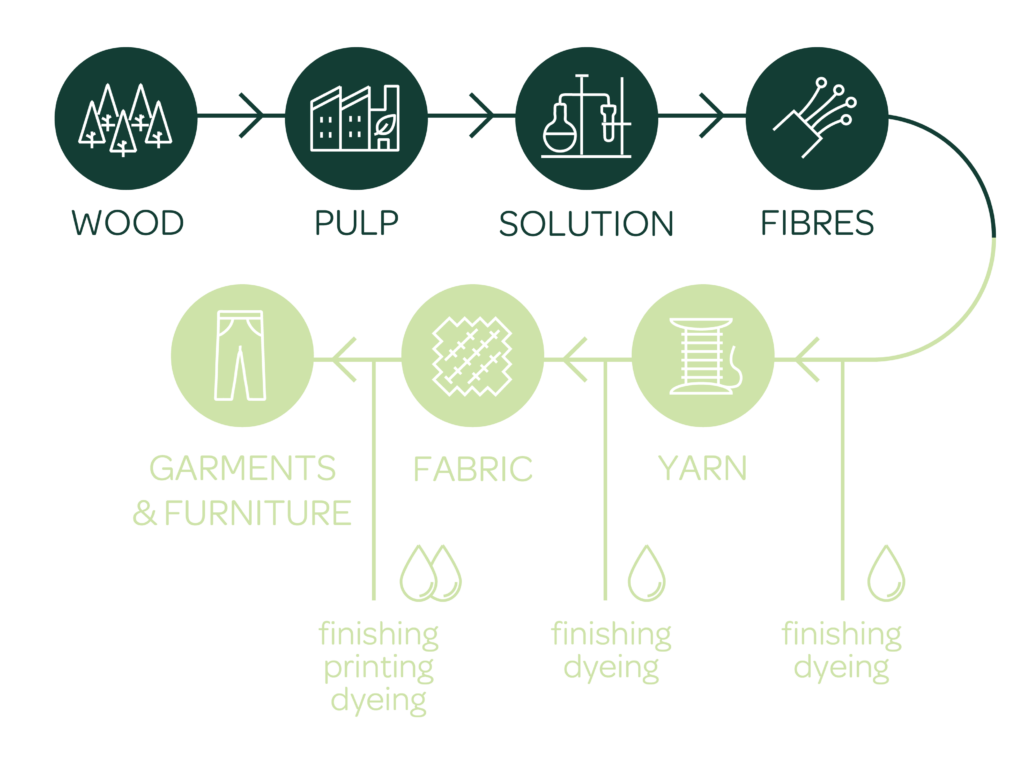 WOOD
PULP
SOLUTION
FIBRES
GARMENTS
& FURNITURE
FABRIC
YARN
finishing
printing
dyeing
finishing
dyeing
finishing
dyeing